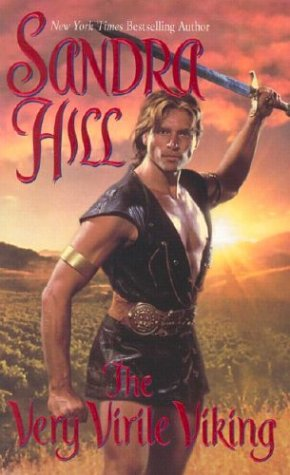 New York Times Bestselling Author
SANDRA
HILL
The
Very Virile Viking